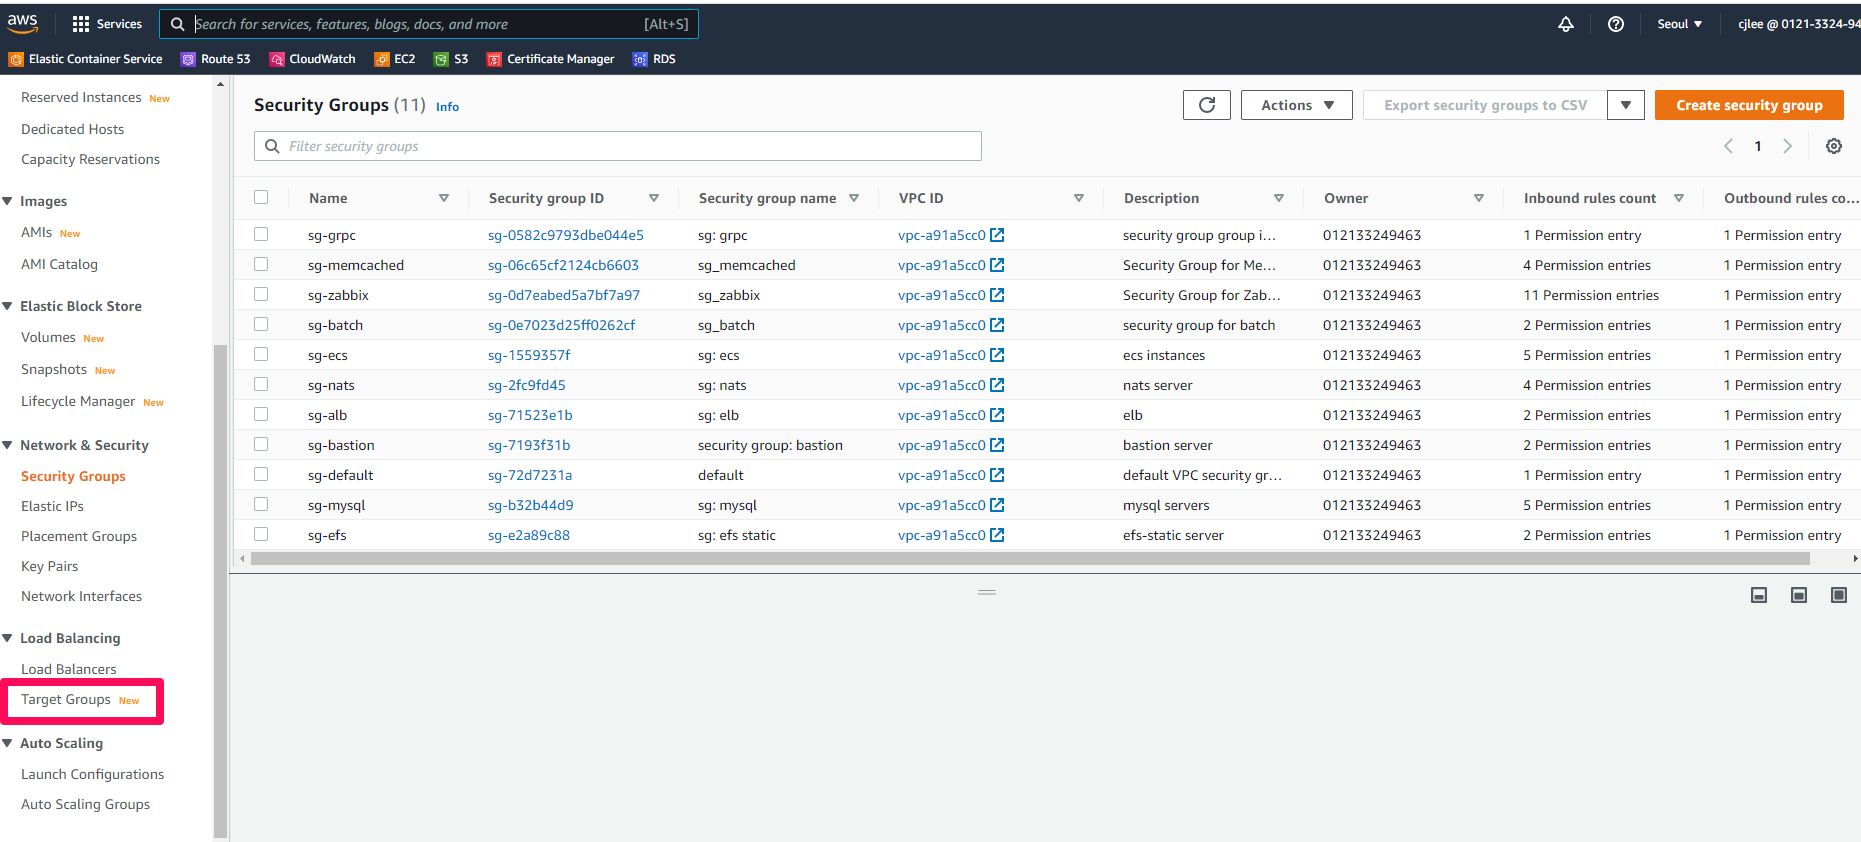 aws Services Search for services, features, blogs, docs, and more [Alt+S] Seoul ▼ cjlee @ 0121-3324-94
Elastic Container Service Route 53 CloudWatch EC2 S3 Certificate Manager RDS
Reserved Instances New
Dedicated Hosts
Capacity Reservations
Images
AMIs New
AMI Catalog
Elastic Block Store
Volumes New
Snapshots New
Lifecycle Manager New
Network & Security
Security Groups
Elastic IPs
Placement Groups
Key Pairs
Network Interfaces
Load Balancing
Load Balancers
Target Groups New
Auto Scaling
Launch Configurations
Auto Scaling Groups
Security Groups (11) Info Actions Export security groups to CSV Create security group
Filter security groups 1
Name Security group ID Security group name VPC ID Description Owner Inbound rules count Outbound rules co...
sg-grpc sg-0582c9793dbe044e5 sg: grpc vpc-a91a5cc0 security group group i... 012133249463 1 Permission entry 1 Permission entry
sg-memcached sg-06c65cf2124cb6603 sg_memcached vpc-a91a5cc0 Security Group for Me... 012133249463 4 Permission entries 1 Permission entry
sg-zabbix sg-0d7eabed5a7bf7a97 sg_zabbix vpc-a91a5cc0 Security Group for Zab... 012133249463 11 Permission entries 1 Permission entry
sg-batch sg-0e7023d25ff0262cf sg_batch vpc-a91a5cc0 security group for batch 012133249463 2 Permission entries 1 Permission entry
sg-ecs sg-1559357f sg: ecs vpc-a91a5cc0 ecs instances 012133249463 5 Permission entries 1 Permission entry
sg-nats sg-2fc9fd45 sg: nats vpc-a91a5cc0 nats server 012133249463 4 Permission entries 1 Permission entry
sg-alb sg-71523e1b sg: elb vpc-a91a5cc0 elb 012133249463 2 Permission entries 1 Permission entry
sg-bastion sg-7193f31b security group: bastion vpc-a91a5cc0 bastion server 012133249463 2 Permission entries 1 Permission entry
sg-default sg-72d7231a default vpc-a91a5cc0 default VPC security gr... 012133249463 1 Permission entry 1 Permission entry
sg-mysql sg-b32b44d9 sg: mysql vpc-a91a5cc0 mysql servers 012133249463 5 Permission entries 1 Permission entry
sg-efs sg-e2a89c88 sg: efs static vpc-a91a5cc0 efs-static server 012133249463 2 Permission entries 1 Permission entry